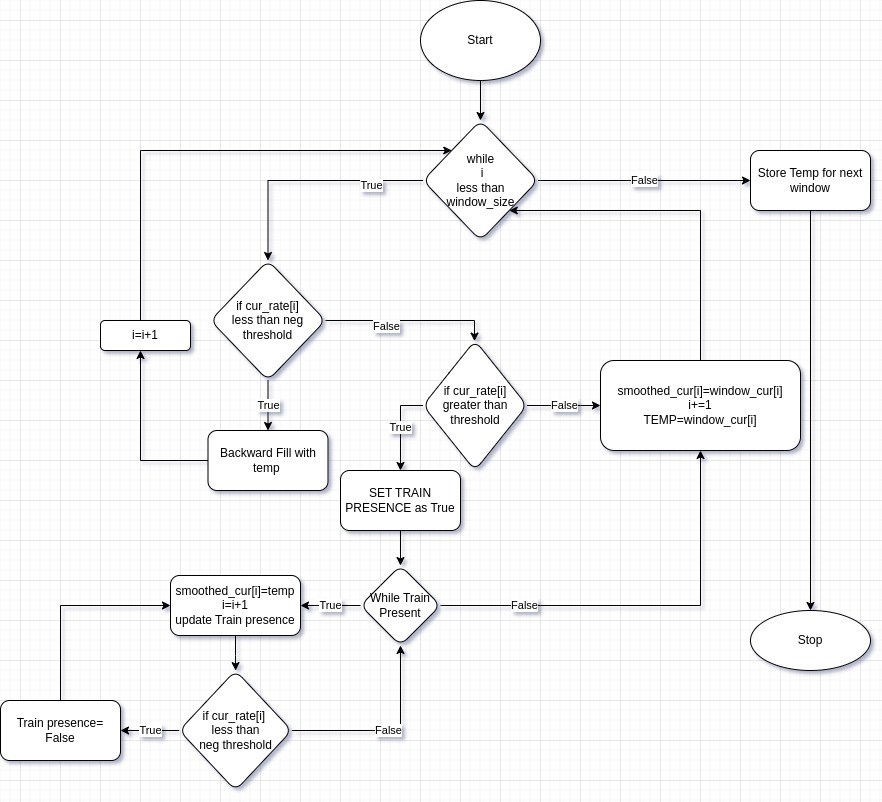 Start
while
i
less than
window_size
True
False
Store Temp for next
window
if cur_rate[i]
less than neg
threshold
False
i=i+1
True
if cur_rate[i]
greater than
threshold
False
True
smoothed_cur[i]=window_cur[i]
i+=1
TEMP=window_cur[i]
Backward Fill with
temp
SET TRAIN
PRESENCE as True
While Train
Present
True
False
smoothed_cur[i]=temp
i=i+1
update Train presence
Stop
if cur_rate[i]
less than
neg threshold
True
False
Train presence=
False